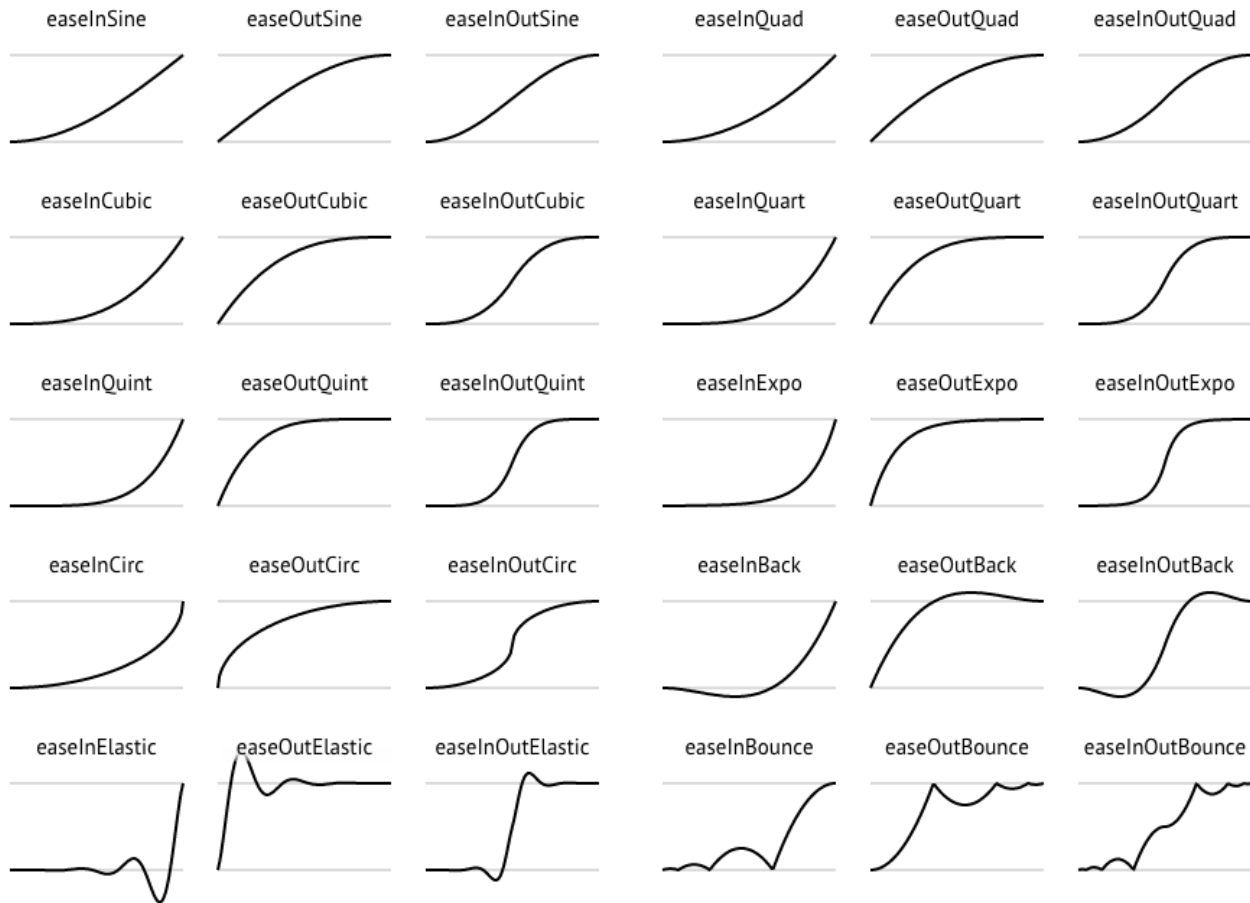 easeInSine easeOutSine easeInOutSine easeInQuad easeOutQuad easeInOutQuad
easeInCubic easeOutCubic easeInOutCubic easeInQuart easeOutQuart easeInOutQuart
easeInQuint easeOutQuint easeInOutQuint easeInExpo easeOutExpo easeInOutExpo
easeInCirc easeOutCirc easeInOutCirc easeInBack easeOutBack easeInOutBack
easeInElastic easeOutElastic easeInOutElastic easeInBounce easeOutBounce easeInOutBounce